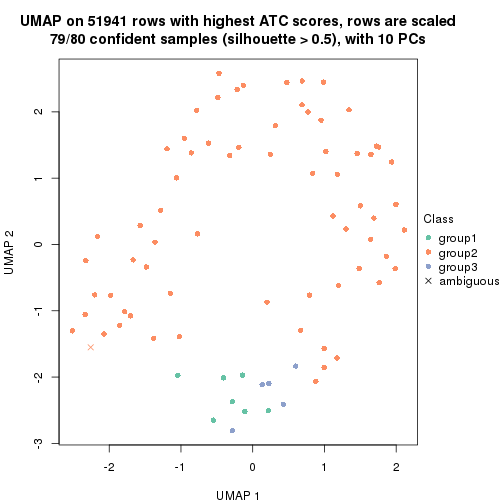 UMAP on 51941 rows with highest ATC scores, rows are scaled
79/80 confident samples (silhouette > 0.5), with 10 PCs
UMAP 2
2
1
0
-1
-2
-3
-2
-1
0
1
2
UMAP 1
Class
group1
group2
group3
ambiguous